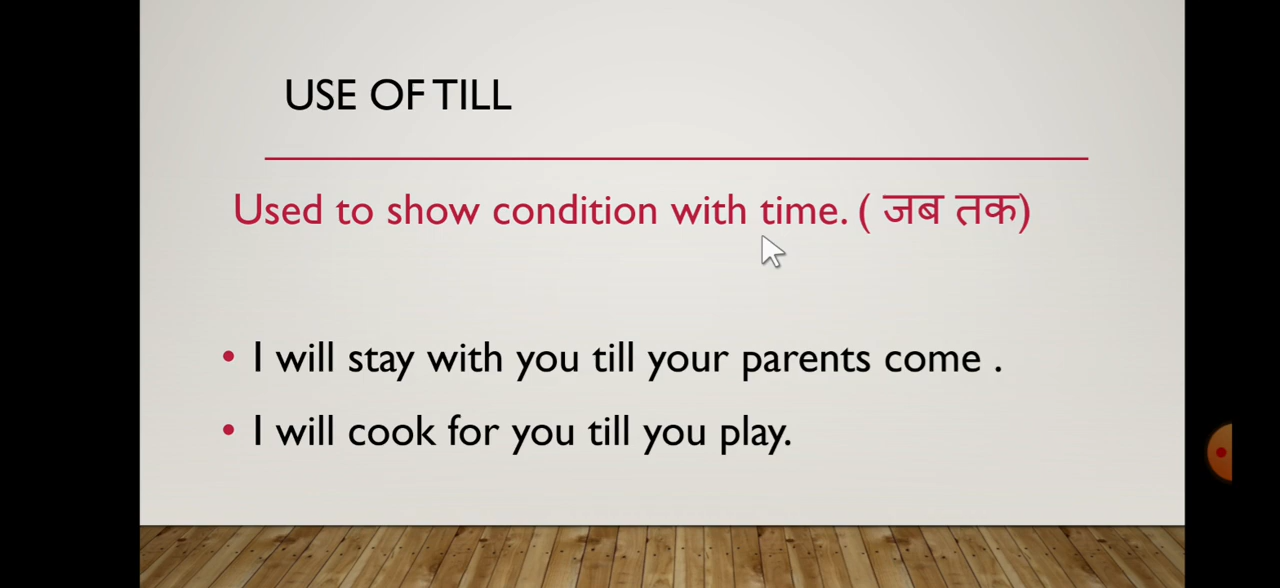 USE OF TILL
Used to show condition with time. ( जब तक)
• I will stay with you till your parents come .
• I will cook for you till you play.